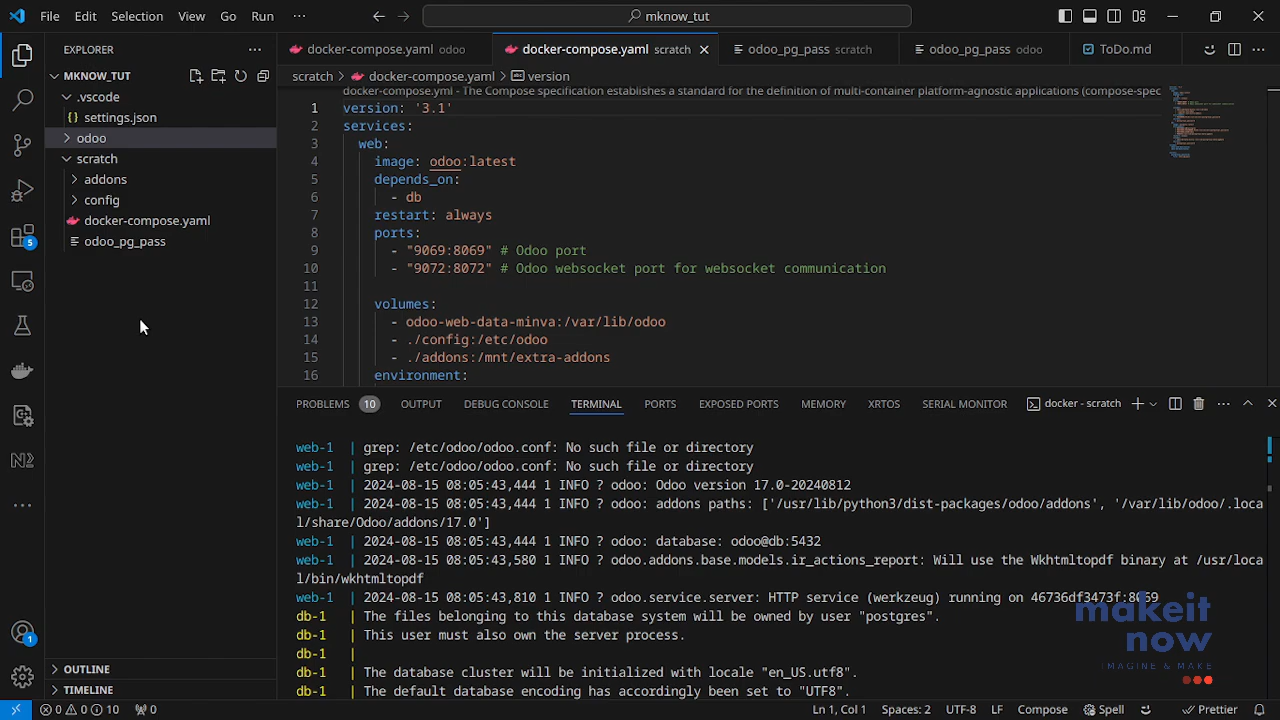 File Edit Selection View Go Run ··· mknow_tut
EXPLORER ···
docker-compose.yaml odoo docker-compose.yaml scratch odoo_pg_pass scratch odoo_pg_pass odoo ToDo.md
MKNOW_TUT
.vscode
{} settings.json
odoo
scratch
addons
config
docker-compose.yaml
odoo_pg_pass
scratch > docker-compose.yaml > version
docker-compose.yml - The Compose specification establishes a standard for the definition of multi-container platform-agnostic applications (compose-spec
1 version: '3.1'
2 services:
3 web:
4 image: odoo:latest
5 depends_on:
6 - db
7 restart: always
8 ports:
9 - "9069:8069" # Odoo port
10 - "9072:8072" # Odoo websocket port for websocket communication
11
12 volumes:
13 - odoo-web-data-minva:/var/lib/odoo
14 - ./config:/etc/odoo
15 - ./addons:/mnt/extra-addons
16 environment:
PROBLEMS 10 OUTPUT DEBUG CONSOLE TERMINAL PORTS EXPOSED PORTS MEMORY XRTOS SERIAL MONITOR docker - scratch
web-1 | grep: /etc/odoo/odoo.conf: No such file or directory
web-1 | grep: /etc/odoo/odoo.conf: No such file or directory
web-1 | 2024-08-15 08:05:43,444 1 INFO ? odoo: Odoo version 17.0-20240812
web-1 | 2024-08-15 08:05:43,444 1 INFO ? odoo: addons paths: ['/usr/lib/python3/dist-packages/odoo/addons', '/var/lib/odoo/.loca
l/share/Odoo/addons/17.0']
web-1 | 2024-08-15 08:05:43,444 1 INFO ? odoo: database: odoo@db:5432
web-1 | 2024-08-15 08:05:43,580 1 INFO ? odoo.addons.base.models.ir_actions_report: Will use the Wkhtmltopdf binary at /usr/loca
l/bin/wkhtmltopdf
web-1 | 2024-08-15 08:05:43,810 1 INFO ? odoo.service.server: HTTP service (werkzeug) running on 46736df3473f:8069
db-1 | The files belonging to this database system will be owned by user "postgres".
db-1 | This user must also own the server process.
db-1 |
db-1 | The database cluster will be initialized with locale "en_US.utf8".
db-1 | The default database encoding has accordingly been set to "UTF8".
makeit
now
IMAGINE & MAKE
5
N
1
OUTLINE
TIMELINE
0 0 10 0 Ln 1, Col 1 Spaces: 2 UTF-8 LF Compose Spell Prettier